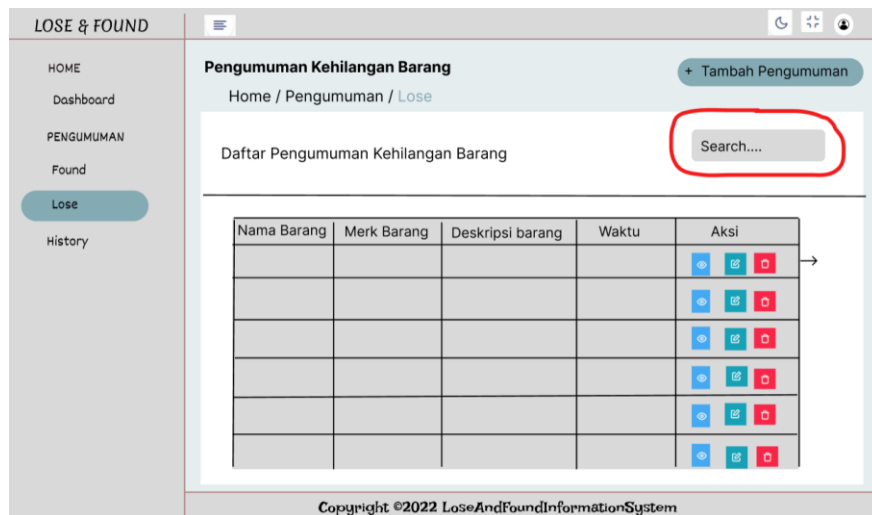 LOSE & FOUND
HOME
Dashboard
PENGUMUMAN
Found
Lose
History
Pengumuman Kehilangan Barang
+ Tambah Pengumuman
Home / Pengumuman / Lose
Daftar Pengumuman Kehilangan Barang
Search....
Nama Barang Merk Barang Deskripsi barang Waktu Aksi
Copyright ©2022 LoseAndFoundInformationSystem